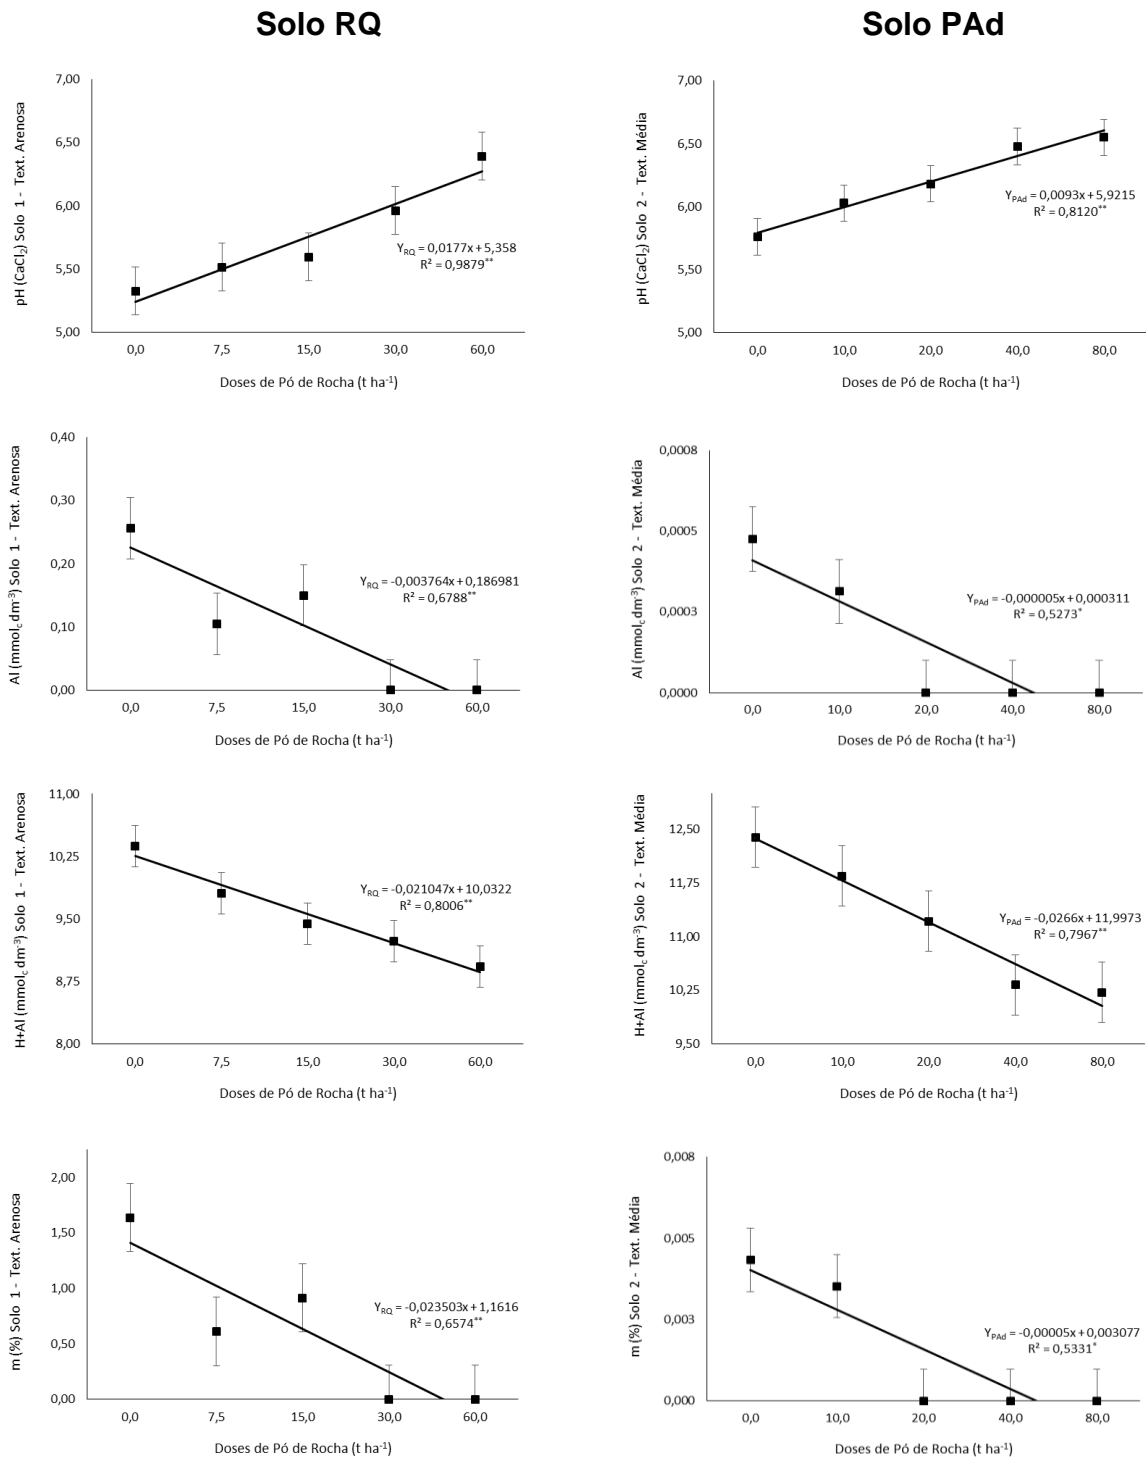 Solo RQ
Solo PAd
pH (CaCl₂) Solo 1 - Text. Arenosa
7,00
6,50
6,00
5,50
5,00
Y_RQ = 0,0177x + 5,358
R² = 0,9879**
0,0 7,5 15,0 30,0 60,0
Doses de Pó de Rocha (t ha⁻¹)
pH (CaCl₂) Solo 2 - Text. Média
7,00
6,50
6,00
5,50
5,00
Y_PAd = 0,0093x + 5,9215
R² = 0,8120**
0,0 10,0 20,0 40,0 80,0
Doses de Pó de Rocha (t ha⁻¹)
Al (mmol_c dm⁻³) Solo 1 - Text. Arenosa
0,40
0,30
0,20
0,10
0,00
Y_RQ = -0,003764x + 0,186981
R² = 0,6788**
0,0 7,5 15,0 30,0 60,0
Doses de Pó de Rocha (t ha⁻¹)
Al (mmol_c dm⁻³) Solo 2 - Text. Média
0,0008
0,0005
0,0003
0,0000
Y_PAd = -0,000005x + 0,000311
R² = 0,5273*
0,0 10,0 20,0 40,0 80,0
Doses de Pó de Rocha (t ha⁻¹)
H+Al (mmol_c dm⁻³) Solo 1 - Text. Arenosa
11,00
10,25
9,50
8,75
8,00
Y_RQ = -0,021047x + 10,0322
R² = 0,8006**
0,0 7,5 15,0 30,0 60,0
Doses de Pó de Rocha (t ha⁻¹)
H+Al (mmol_c dm⁻³) Solo 2 - Text. Média
12,50
11,75
11,00
10,25
9,50
Y_PAd = -0,0266x + 11,9973
R² = 0,7967**
0,0 10,0 20,0 40,0 80,0
Doses de Pó de Rocha (t ha⁻¹)
m (%) Solo 1 - Text. Arenosa
2,00
1,50
1,00
0,50
0,00
Y_RQ = -0,023503x + 1,1616
R² = 0,6574**
0,0 7,5 15,0 30,0 60,0
Doses de Pó de Rocha (t ha⁻¹)
m (%) Solo 2 - Text. Média
0,008
0,005
0,003
0,000
Y_PAd = -0,00005x + 0,003077
R² = 0,5331*
0,0 10,0 20,0 40,0 80,0
Doses de Pó de Rocha (t ha⁻¹)